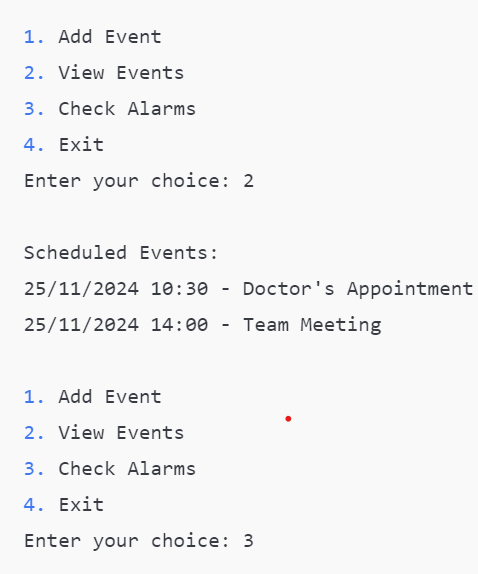 1. Add Event
2. View Events
3. Check Alarms
4. Exit
Enter your choice: 2
Scheduled Events:
25/11/2024 10:30 - Doctor's Appointment
25/11/2024 14:00 - Team Meeting
1. Add Event
2. View Events
3. Check Alarms
4. Exit
Enter your choice: 3